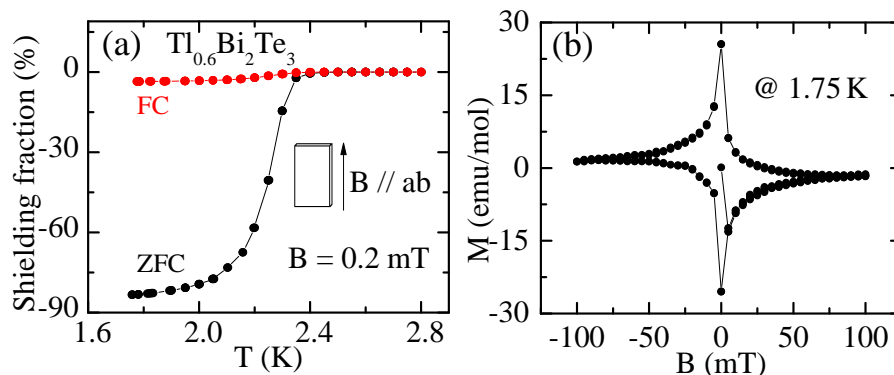 (a) Tl0.6Bi2Te3
Shielding fraction (%)
0
-30
-60
-90
FC
ZFC
B // ab
B = 0.2 mT
1.6 2.0 2.4 2.8
T (K)
(b)
@ 1.75 K
M (emu/mol)
30
15
0
-15
-30
-100 -50 0 50 100
B (mT)